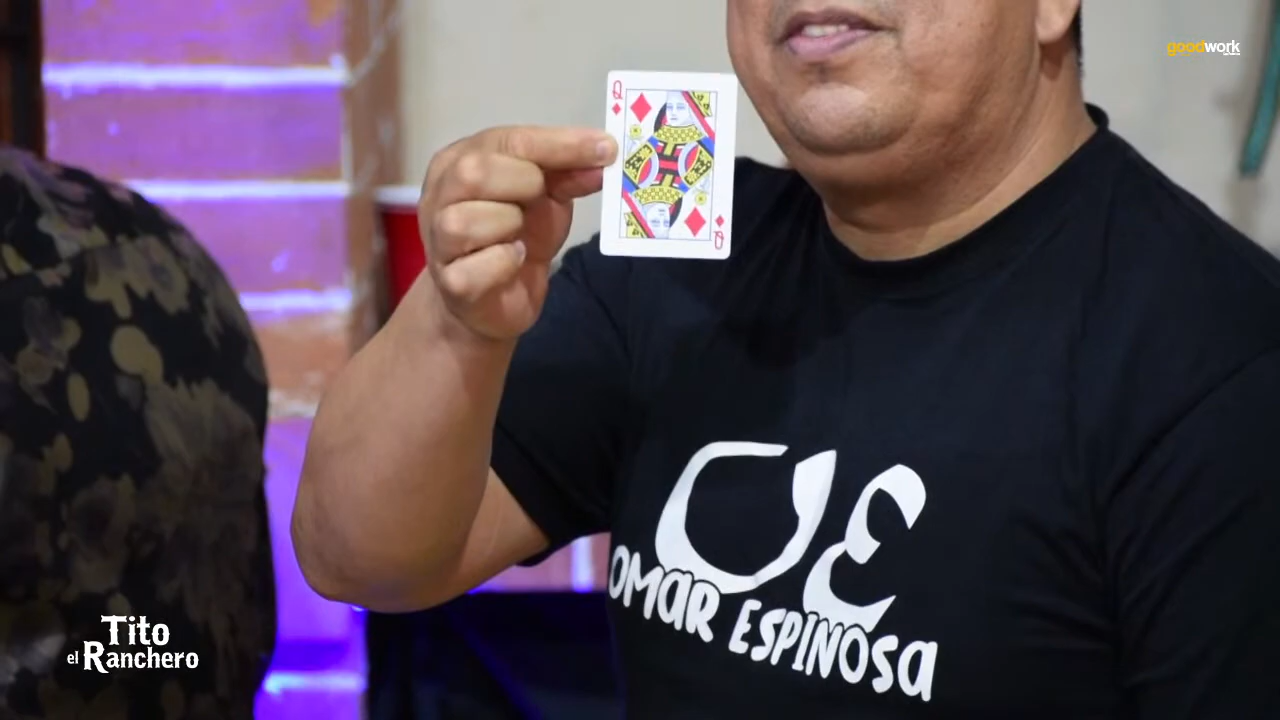 goodwork
Q
Q
OE
OMAR ESPINOSA
Tito
el Ranchero